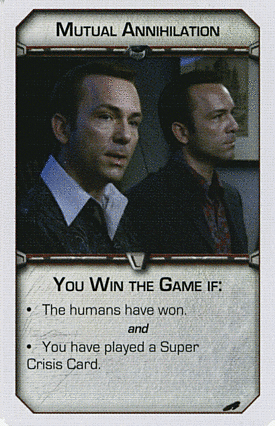 MUTUAL ANNIHILATION
YOU WIN THE GAME IF:
• The humans have won.
and
• You have played a Super
Crisis Card.